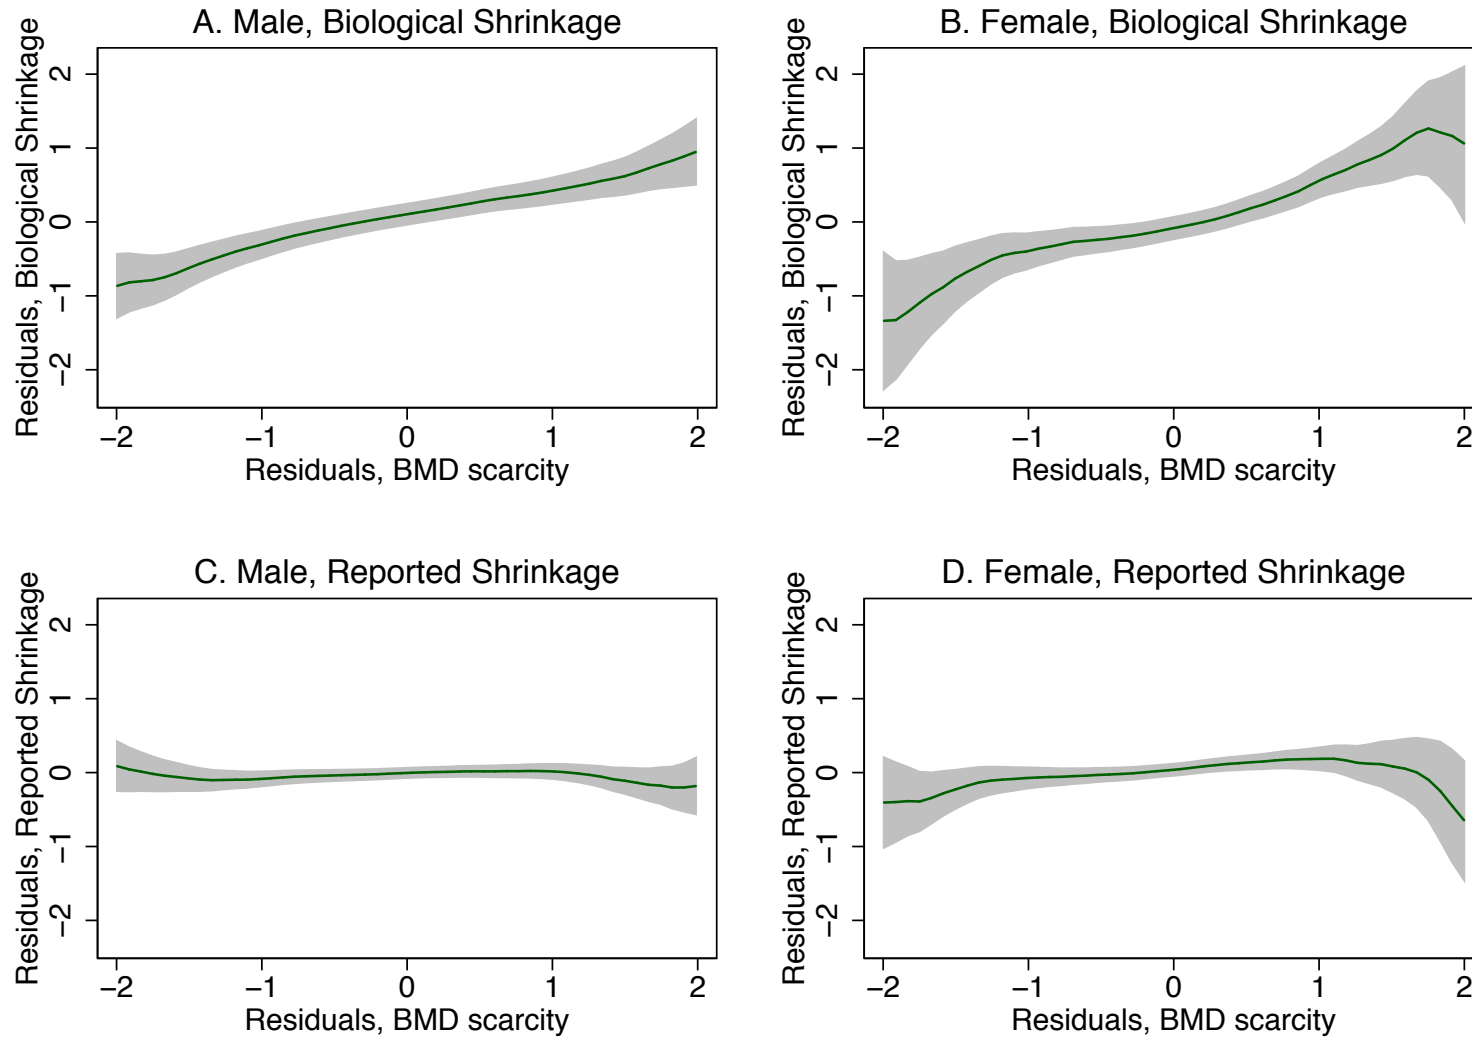 A. Male, Biological Shrinkage
Residuals, Biological Shrinkage
2
1
0
−1
−2
−2 −1 0 1 2
Residuals, BMD scarcity
B. Female, Biological Shrinkage
Residuals, Biological Shrinkage
2
1
0
−1
−2
−2 −1 0 1 2
Residuals, BMD scarcity
C. Male, Reported Shrinkage
Residuals, Reported Shrinkage
2
1
0
−1
−2
−2 −1 0 1 2
Residuals, BMD scarcity
D. Female, Reported Shrinkage
Residuals, Reported Shrinkage
2
1
0
−1
−2
−2 −1 0 1 2
Residuals, BMD scarcity